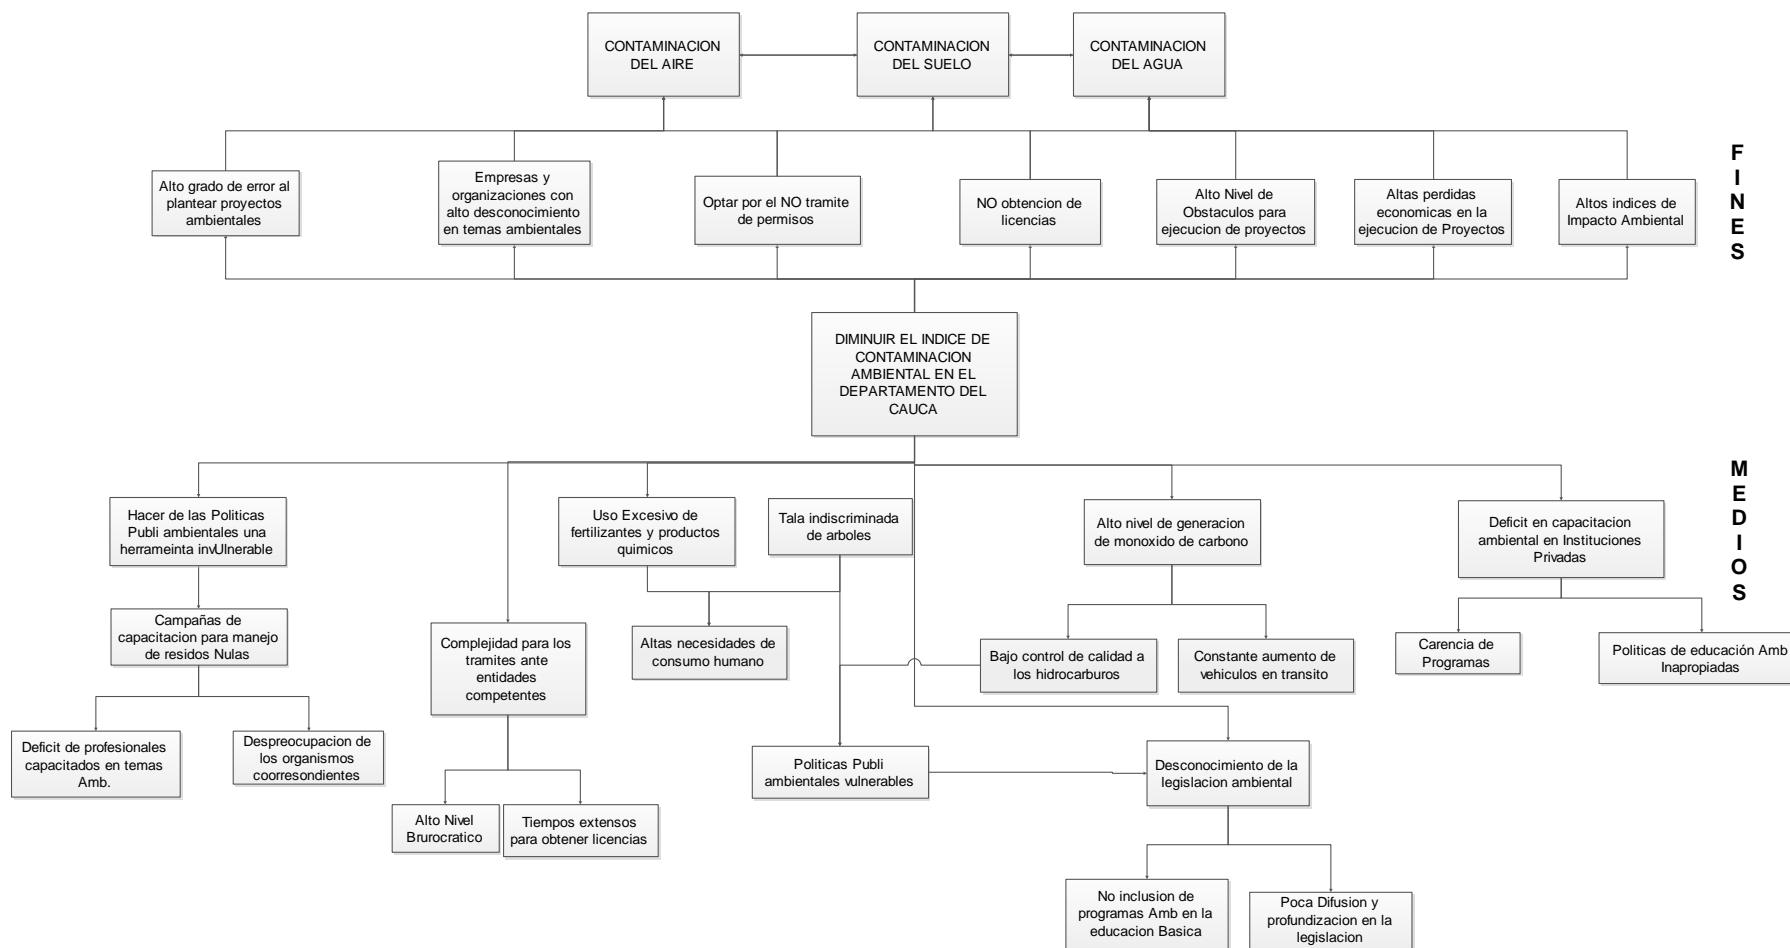 CONTAMINACION
DEL AIRE
CONTAMINACION
DEL SUELO
CONTAMINACION
DEL AGUA
Alto grado de error al
plantear proyectos
ambientales
Empresas y
organizaciones con
alto desconocimiento
en temas ambientales
Optar por el NO tramite
de permisos
NO obtencion de
licencias
Alto Nivel de
Obstaculos para
ejecucion de proyectos
Altas perdidas
economicas en la
ejecucion de Proyectos
Altos indices de
Impacto Ambiental
F
I
N
E
S
DIMINUIR EL INDICE DE
CONTAMINACION
AMBIENTAL EN EL
DEPARTAMENTO DEL
CAUCA
Hacer de las Politicas
Publi ambientales una
herrameinta invUlnerable
Uso Excesivo de
fertilizantes y productos
quimicos
Tala indiscriminada
de arboles
Alto nivel de generacion
de monoxido de carbono
Deficit en capacitacion
ambiental en Instituciones
Privadas
M
E
D
I
O
S
Campañas de
capacitacion para manejo
de residos Nulas
Complejidad para los
tramites ante
entidades
competentes
Altas necesidades de
consumo humano
Bajo control de calidad a
los hidrocarburos
Constante aumento de
vehiculos en transito
Carencia de
Programas
Politicas de educación Amb
Inapropiadas
Deficit de profesionales
capacitados en temas
Amb.
Despreocupacion de
los organismos
coorresondientes
Politicas Publi
ambientales vulnerables
Desconocimiento de la
legislacion ambiental
Alto Nivel
Brurocratico
Tiempos extensos
para obtener licencias
No inclusion de
programas Amb en la
educacion Basica
Poca Difusion y
profundizacion en la
legislacion